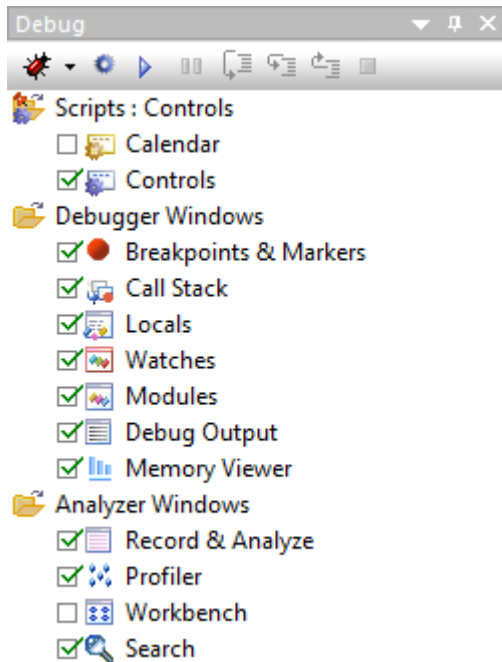 Debug
Scripts : Controls
Calendar
Controls
Debugger Windows
Breakpoints & Markers
Call Stack
Locals
Watches
Modules
Debug Output
Memory Viewer
Analyzer Windows
Record & Analyze
Profiler
Workbench
Search